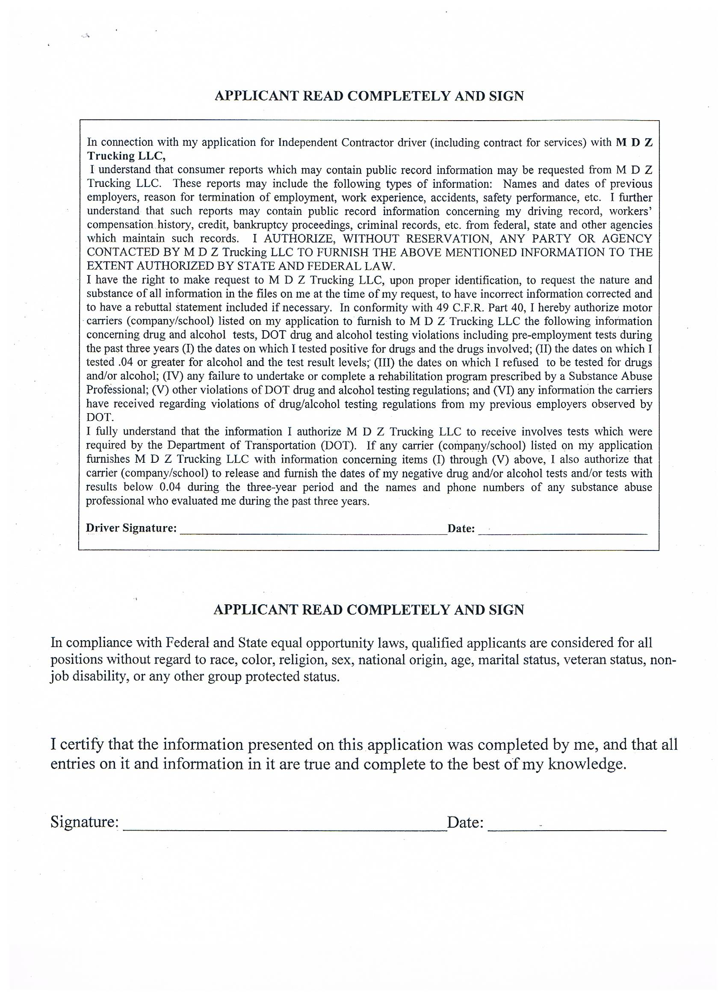 APPLICANT READ COMPLETELY AND SIGN
In connection with my application for Independent Contractor driver (including contract for services) with M D Z
Trucking LLC,
I understand that consumer reports which may contain public record information may be requested from M D Z
Trucking LLC. These reports may include the following types of information: Names and dates of previous
employers, reason for termination of employment, work experience, accidents, safety performance, etc. I further
understand that such reports may contain public record information concerning my driving record, workers’
compensation history, credit, bankruptcy proceedings, criminal records, etc. from federal, state and other agencies
which maintain such records. I AUTHORIZE, WITHOUT RESERVATION, ANY PARTY OR AGENCY
CONTACTED BY M D Z Trucking LLC TO FURNISH THE ABOVE MENTIONED INFORMATION TO THE
EXTENT AUTHORIZED BY STATE AND FEDERAL LAW.
I have the right to make request to M D Z Trucking LLC, upon proper identification, to request the nature and
substance of all information in the files on me at the time of my request, to have incorrect information corrected and
to have a rebuttal statement included if necessary. In conformity with 49 C.F.R. Part 40, I hereby authorize motor
carriers (company/school) listed on my application to furnish to M D Z Trucking LLC the following information
concerning drug and alcohol tests, DOT drug and alcohol testing violations including pre-employment tests during
the past three years (I) the dates on which I tested positive for drugs and the drugs involved; (II) the dates on which I
tested .04 or greater for alcohol and the test result levels; (III) the dates on which I refused to be tested for drugs
and/or alcohol; (IV) any failure to undertake or complete a rehabilitation program prescribed by a Substance Abuse
Professional; (V) other violations of DOT drug and alcohol testing regulations; and (VI) any information the carriers
have received regarding violations of drug/alcohol testing regulations from my previous employers observed by
DOT.
I fully understand that the information I authorize M D Z Trucking LLC to receive involves tests which were
required by the Department of Transportation (DOT). If any carrier (company/school) listed on my application
furnishes M D Z Trucking LLC with information concerning items (I) through (V) above, I also authorize that
carrier (company/school) to release and furnish the dates of my negative drug and/or alcohol tests and/or tests with
results below 0.04 during the three-year period and the names and phone numbers of any substance abuse
professional who evaluated me during the past three years.
Driver Signature: Date:
APPLICANT READ COMPLETELY AND SIGN
In compliance with Federal and State equal opportunity laws, qualified applicants are considered for all
positions without regard to race, color, religion, sex, national origin, age, marital status, veteran status, non-
job disability, or any other group protected status.
I certify that the information presented on this application was completed by me, and that all
entries on it and information in it are true and complete to the best of my knowledge.
Signature: Date: